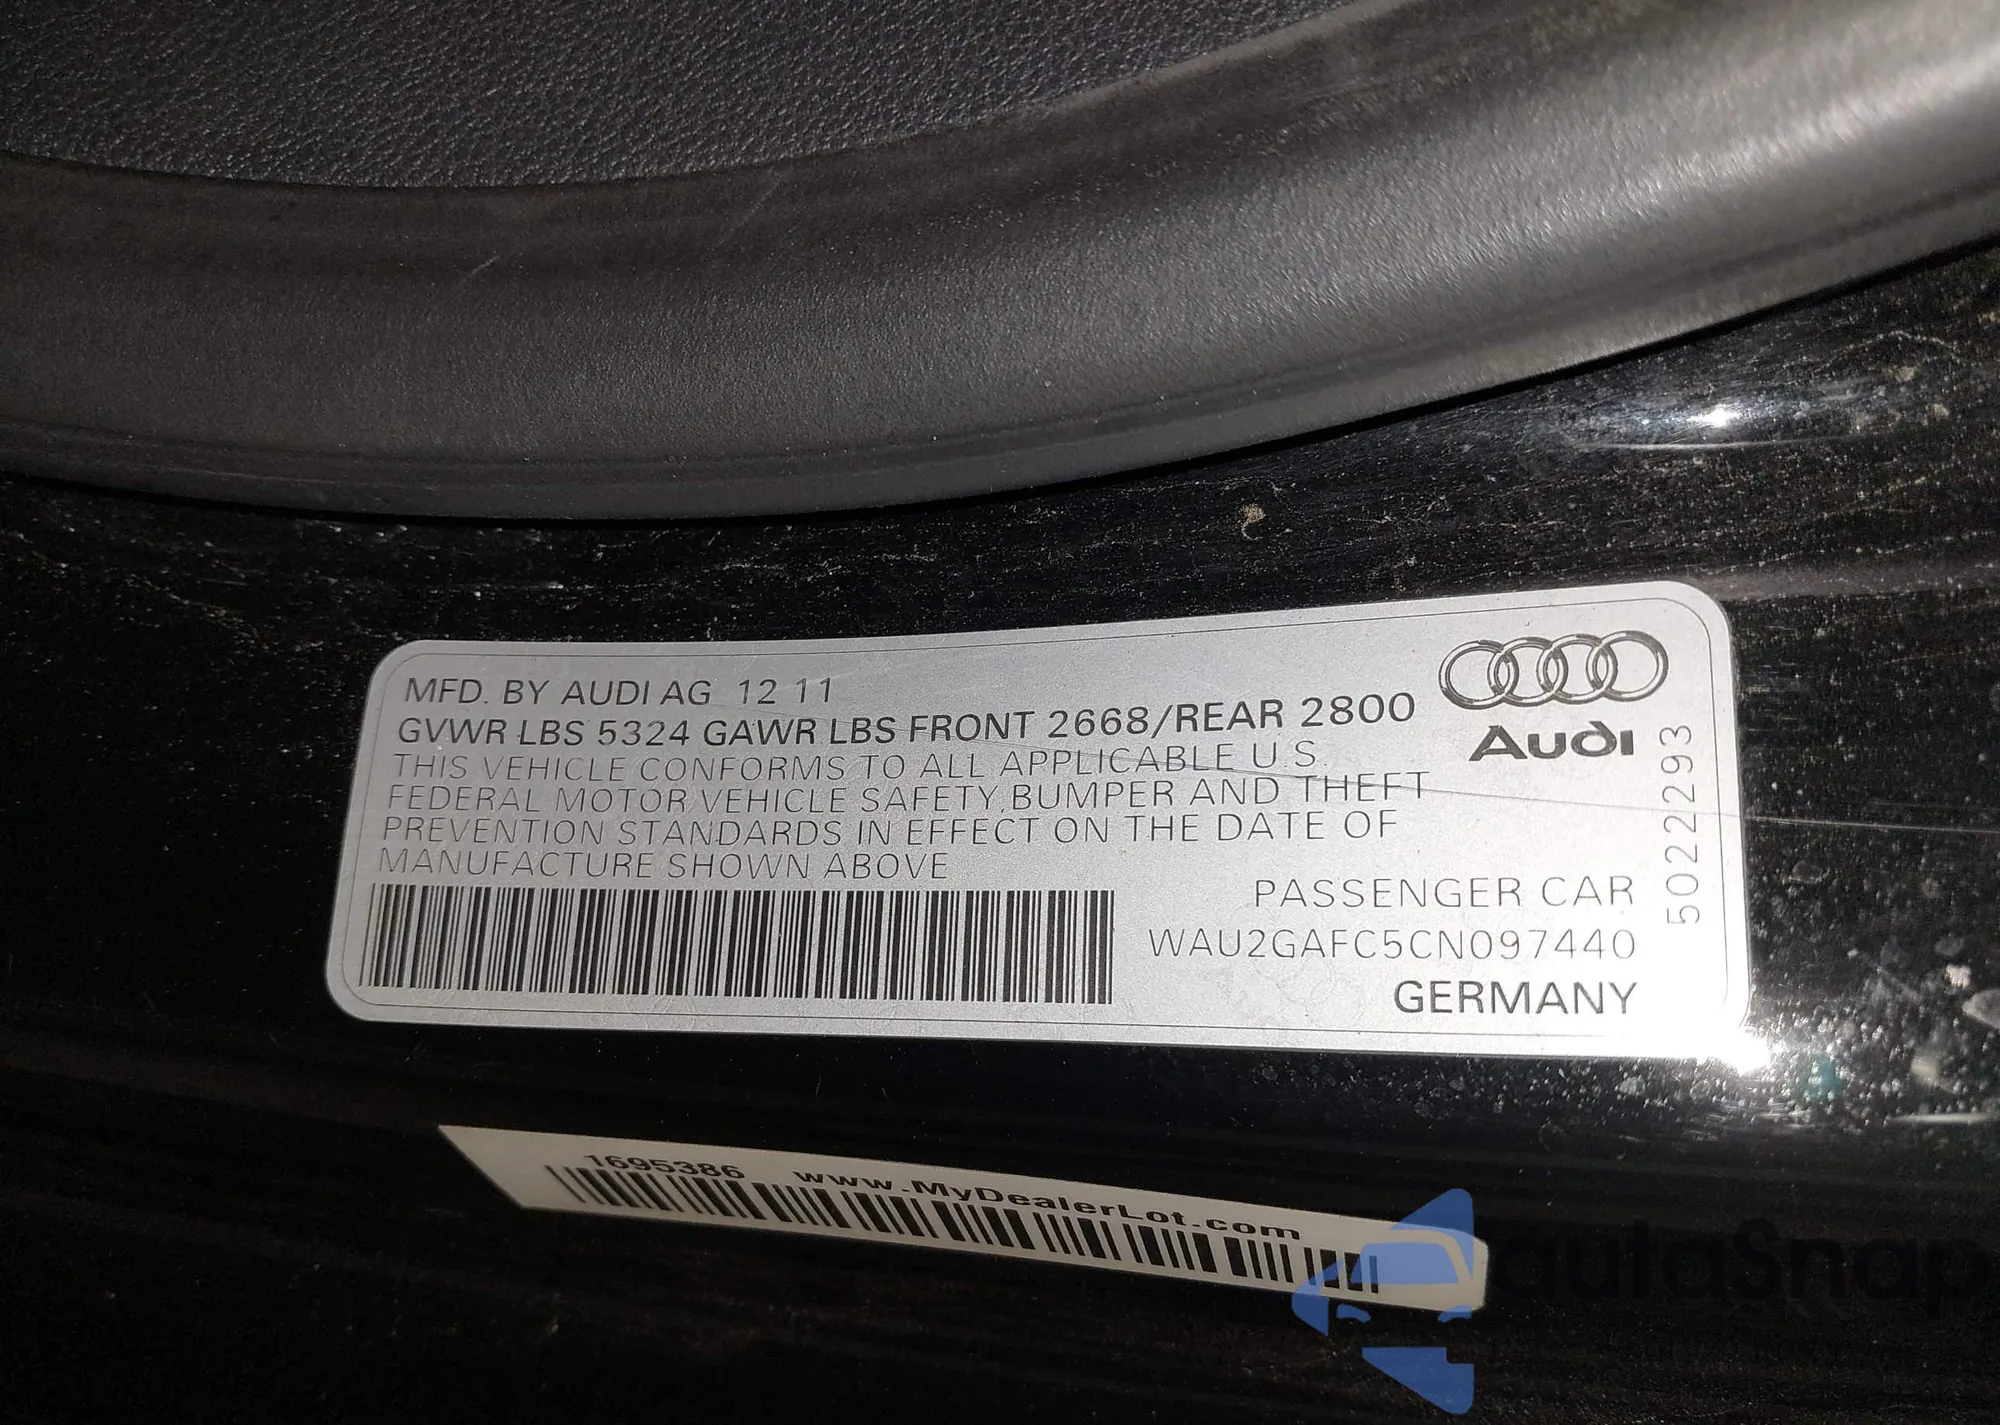 MFD. BY AUDI AG 12 11
GVWR LBS 5324 GAWR LBS FRONT 2668/REAR 2800
THIS VEHICLE CONFORMS TO ALL APPLICABLE U.S.
FEDERAL MOTOR VEHICLE SAFETY,BUMPER AND THEFT
PREVENTION STANDARDS IN EFFECT ON THE DATE OF
MANUFACTURE SHOWN ABOVE
Audi
5022293
PASSENGER CAR
WAU2GAFC5CN097440
GERMANY
1695386 www.MyDealerLot.com
autoSnap